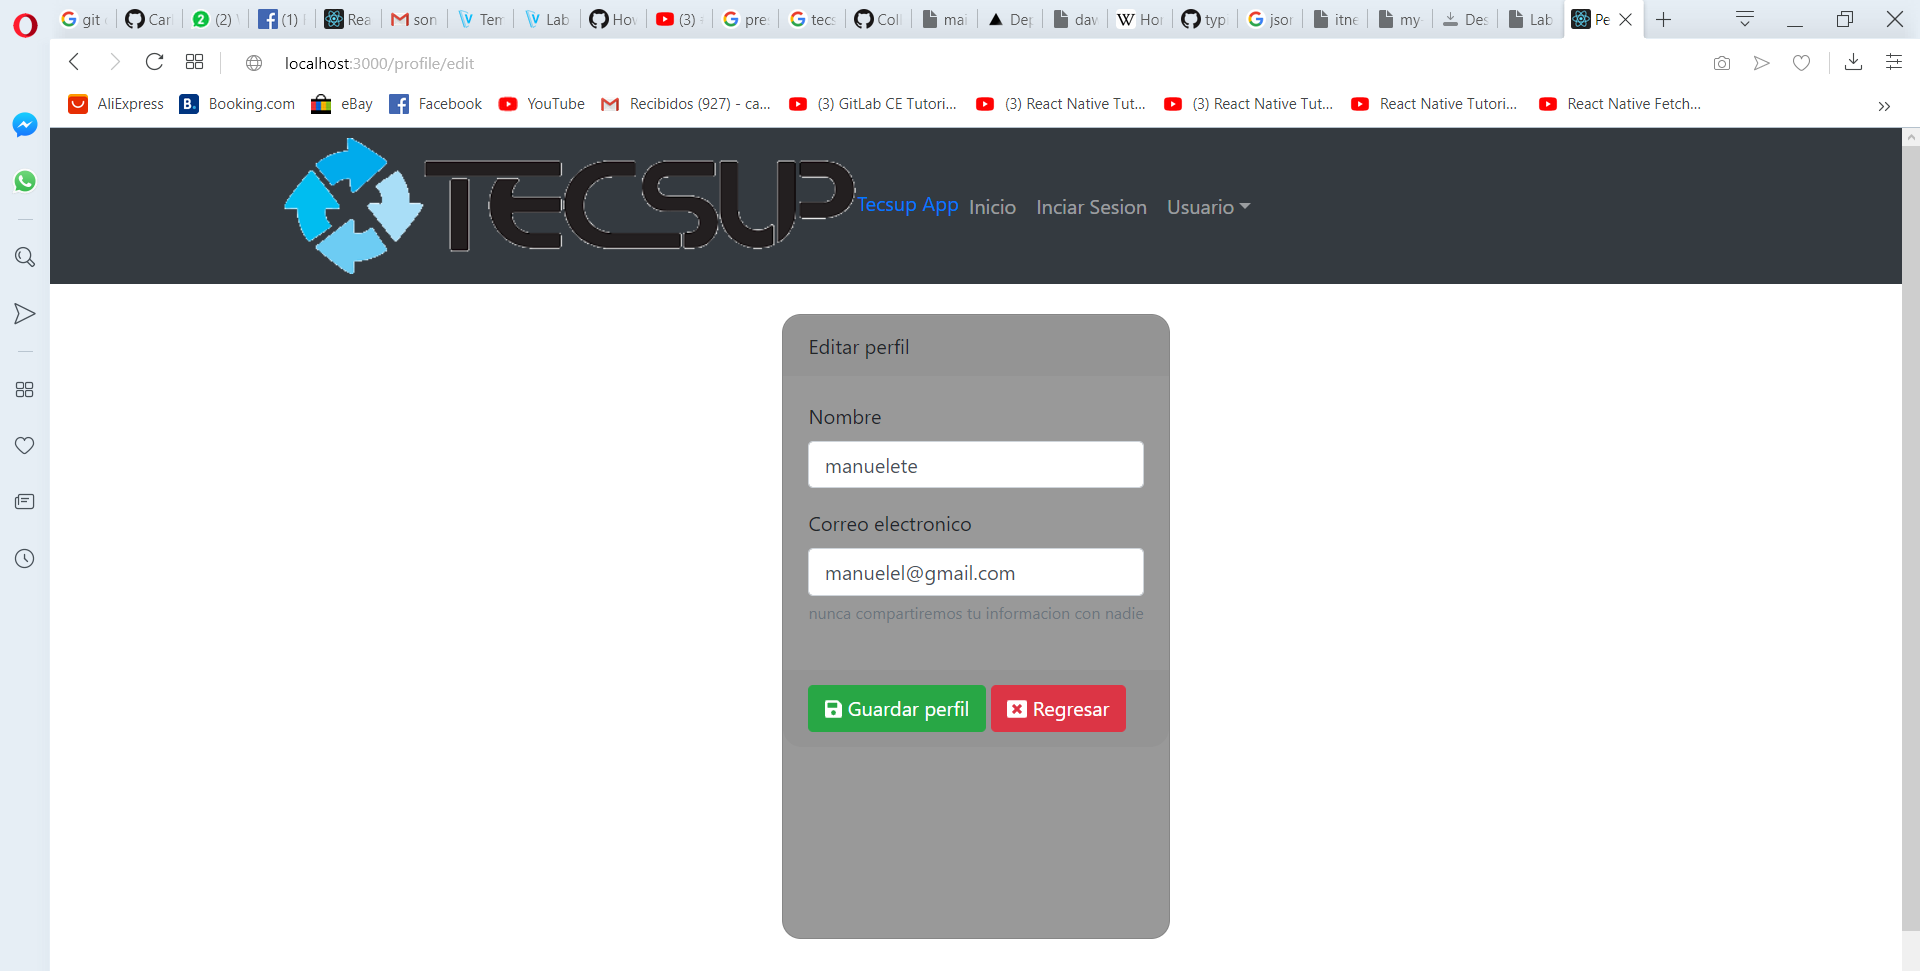 git
Car
(2)
(1)
Rea
son
Tem
Lab
Hov
(3)
pre
tecs
Coll
mai
Dep
dav
Hor
typ
jsor
itne
my-
Des
Lab
Pe
localhost:3000/profile/edit
AliExpress
Booking.com
eBay
Facebook
YouTube
Recibidos (927) - ca...
(3) GitLab CE Tutori...
(3) React Native Tut...
(3) React Native Tut...
React Native Tutori...
React Native Fetch...
TECSUP
Tecsup App
Inicio
Inciar Sesion
Usuario
Editar perfil
Nombre
manuelete
Correo electronico
manuelel@gmail.com
nunca compartiremos tu informacion con nadie
Guardar perfil
Regresar